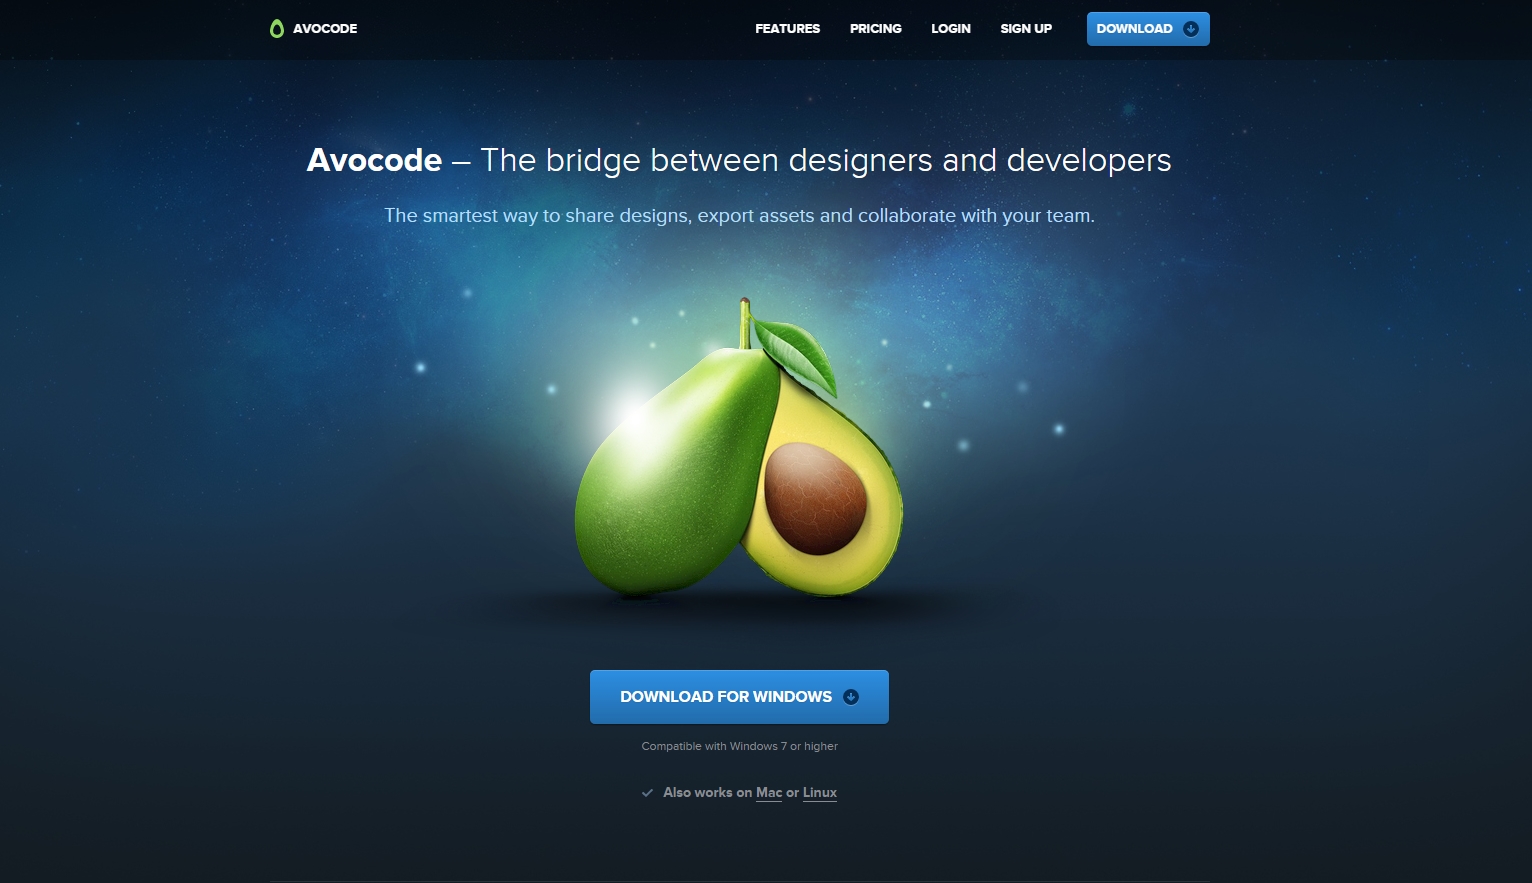 AVOCODE
FEATURES PRICING LOGIN SIGN UP DOWNLOAD
Avocode – The bridge between designers and developers
The smartest way to share designs, export assets and collaborate with your team.
DOWNLOAD FOR WINDOWS
Compatible with Windows 7 or higher
Also works on Mac or Linux